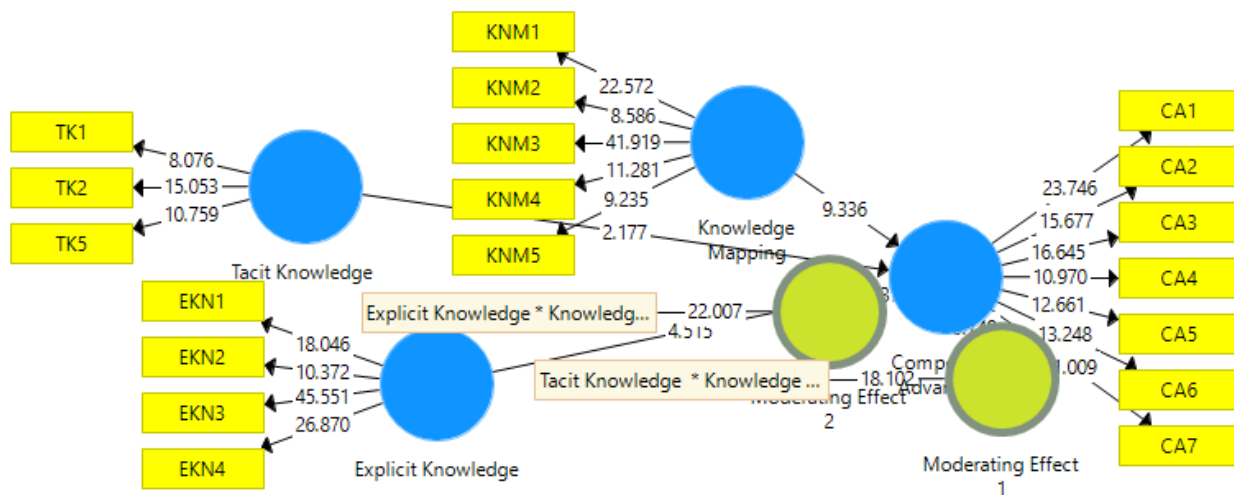 KNM1
KNM2
KNM3
KNM4
KNM5
22.572
8.586
41.919
11.281
9.235
Knowledge
Mapping
9.336
TK1
TK2
TK5
8.076
15.053
10.759
Tacit Knowledge
2.177
EKN1
EKN2
EKN3
EKN4
18.046
10.372
45.551
26.870
Explicit Knowledge
4.515
Explicit Knowledge * Knowledg...
22.007
Moderating Effect
2
Tacit Knowledge * Knowledge ...
18.102
Moderating Effect
1
CA1
CA2
CA3
CA4
CA5
CA6
CA7
23.746
15.677
16.645
10.970
12.661
13.248